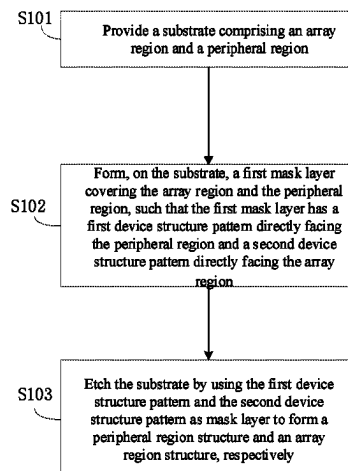 S101
Provide a substrate comprising an array
region and a peripheral region
S102
Form, on the substrate, a first mask layer
covering the array region and the peripheral
region, such that the first mask layer has a
first device structure pattern directly facing
the peripheral region and a second device
structure pattern directly facing the array
region
S103
Etch the substrate by using the first device
structure pattern and the second device
structure pattern as mask layer to form a
peripheral region structure and an array
region structure, respectively